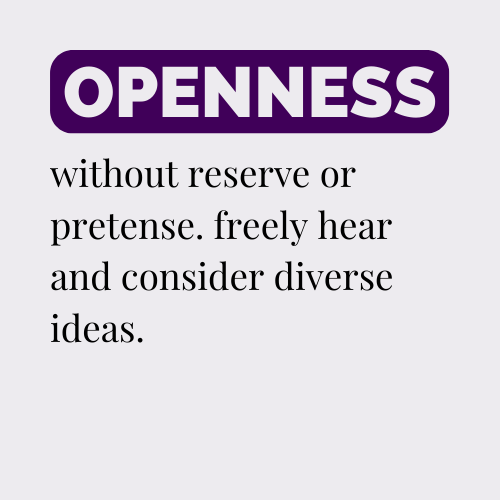 OPENNESS
without reserve or
pretense. freely hear
and consider diverse
ideas.